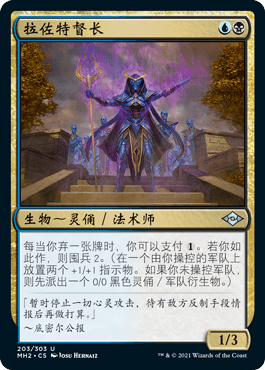 拉佐特督长
生物～灵俑 / 法术师
每当你弃一张牌时，你可以支付 1。若你如
此作，则囤兵 2。（在一个由你操控的军队上
放置两个 +1/+1 指示物。如果你未操控军队，
则先派出一个 0/0 黑色灵俑 / 军队衍生物。）
「暂时停止一切心灵攻击，待有敌方反制手段情
报后再做打算。」
～底密尔公报
1/3
203/303 U
MH2 • CS JOSU HERNAIZ
™ & © 2021 Wizards of the Coast